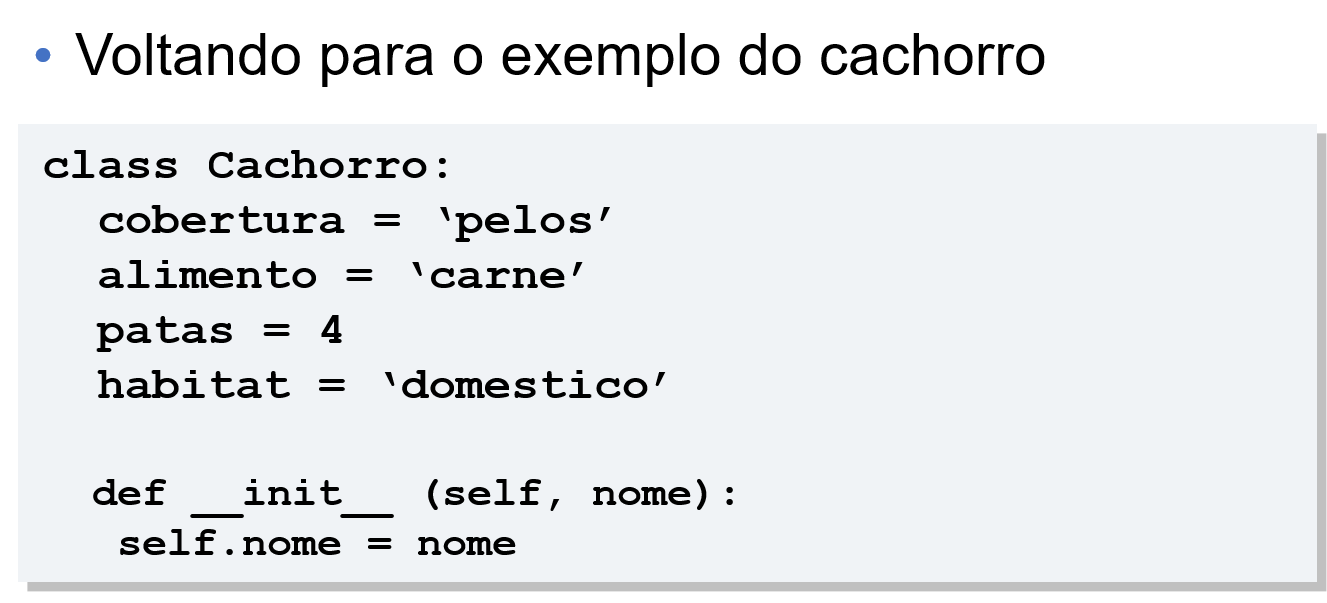 • Voltando para o exemplo do cachorro
class Cachorro:
cobertura = ‘pelos’
alimento = ‘carne’
patas = 4
habitat = ‘domestico’
def __init__ (self, nome):
self.nome = nome